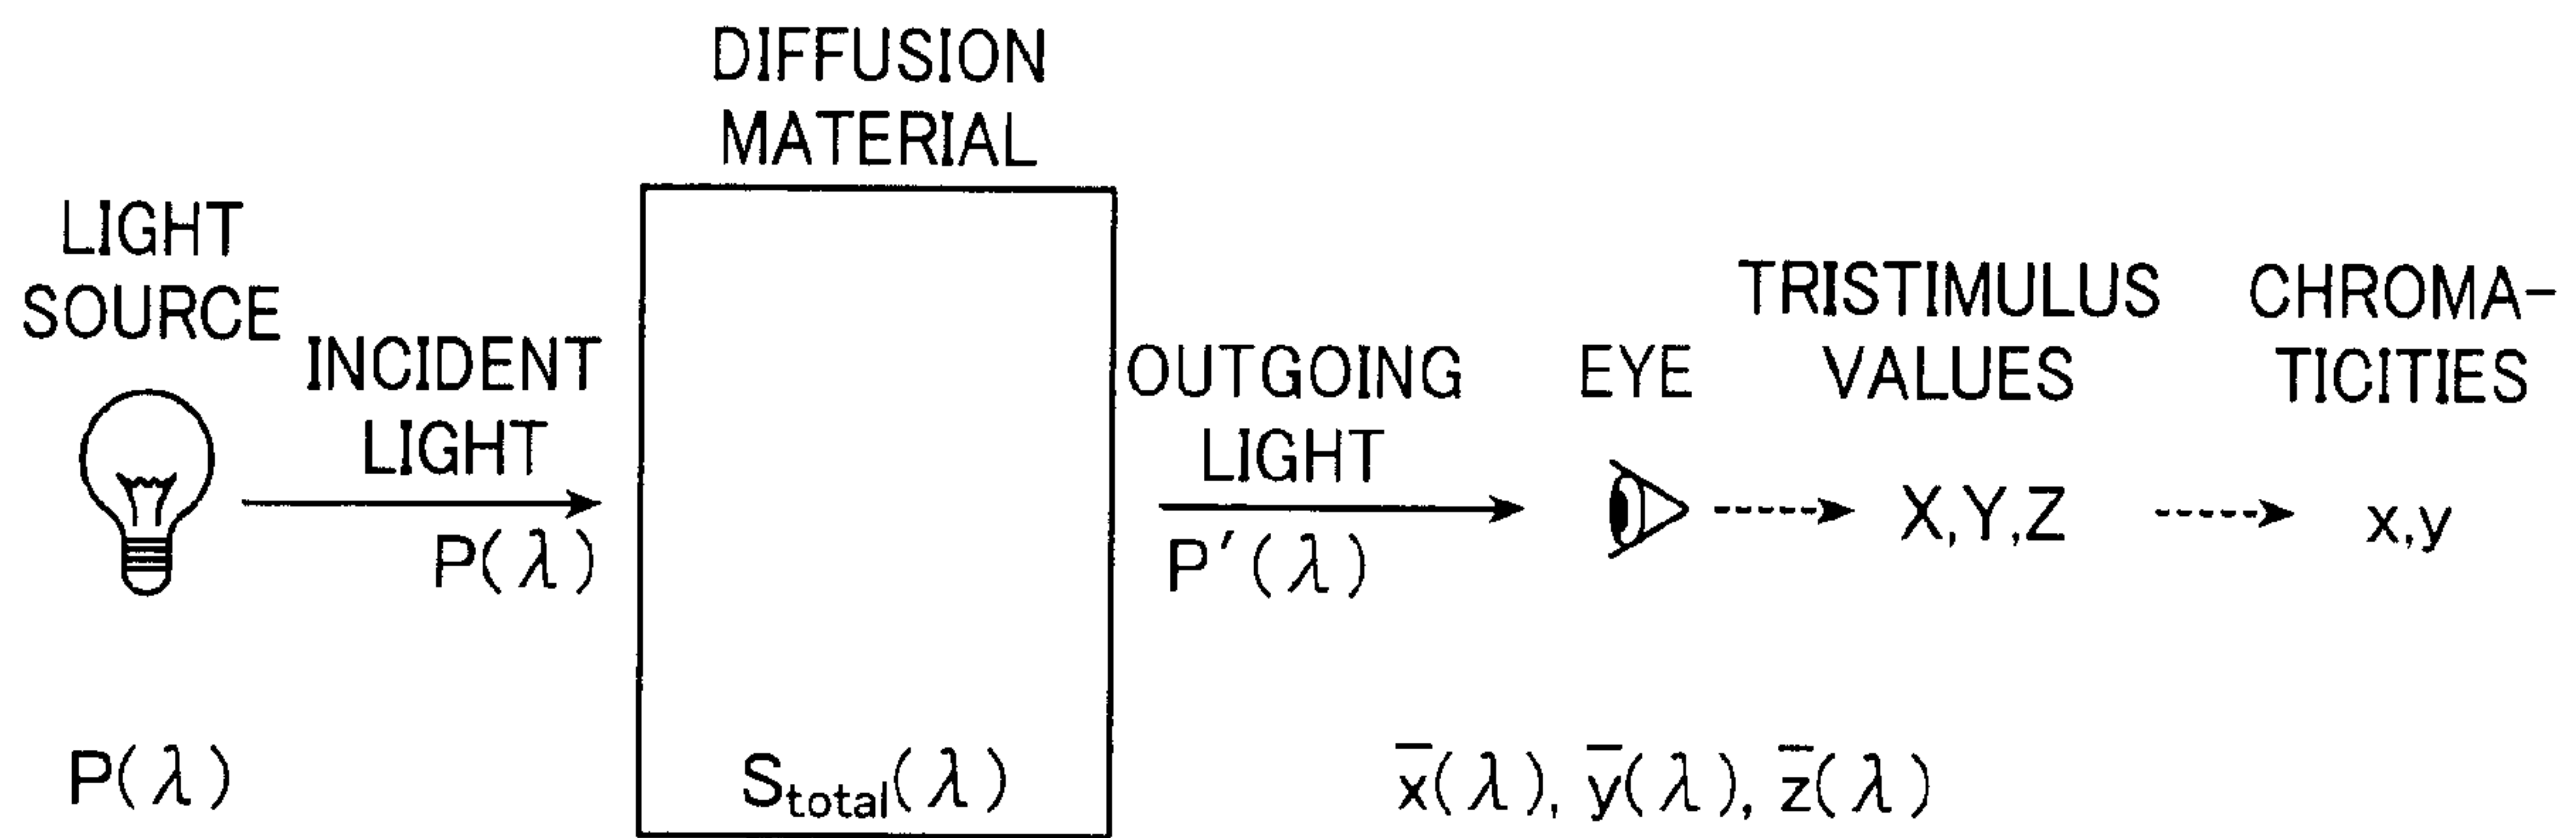 LIGHT
SOURCE
P(λ)
INCIDENT
LIGHT
P(λ)
DIFFUSION
MATERIAL
S_total(λ)
OUTGOING
LIGHT
P′(λ)
EYE
x̄(λ), ȳ(λ), z̄(λ)
TRISTIMULUS
VALUES
X,Y,Z
CHROMA-
TICITIES
x,y